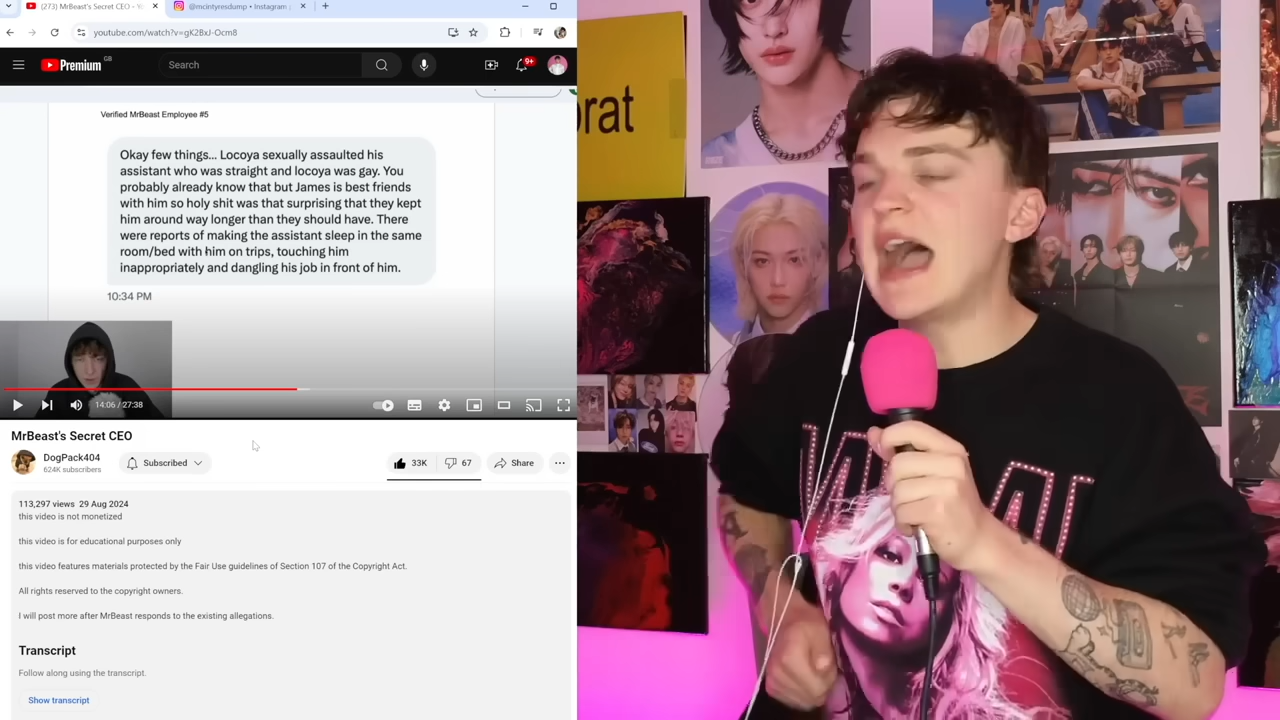 (273) MrBeast's Secret CEO - Yo
@mcintyresdump • Instagram
youtube.com/watch?v=gK2BxJ-Ocm8
Premium GB
Search
9+
Verified MrBeast Employee #5
Okay few things... Locoya sexually assaulted his
assistant who was straight and locoya was gay. You
probably already know that but James is best friends
with him so holy shit was that surprising that they kept
him around way longer than they should have. There
were reports of making the assistant sleep in the same
room/bed with him on trips, touching him
inappropriately and dangling his job in front of him.
10:34 PM
14:06 / 27:38
MrBeast's Secret CEO
DogPack404
624K subscribers
Subscribed
33K
67
Share
113,297 views 29 Aug 2024
this video is not monetized
this video is for educational purposes only
this video features materials protected by the Fair Use guidelines of Section 107 of the Copyright Act.
All rights reserved to the copyright owners.
I will post more after MrBeast responds to the existing allegations.
Transcript
Follow along using the transcript.
Show transcript
brat